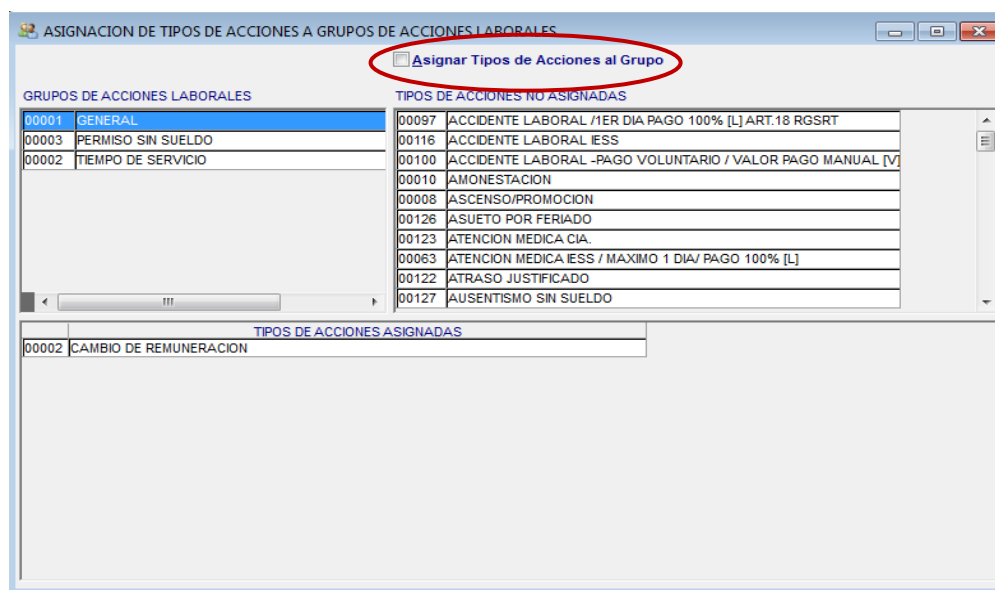 ASIGNACION DE TIPOS DE ACCIONES A GRUPOS DE ACCIONES LABORALES
Asignar Tipos de Acciones al Grupo
GRUPOS DE ACCIONES LABORALES
00001 GENERAL
00003 PERMISO SIN SUELDO
00002 TIEMPO DE SERVICIO
TIPOS DE ACCIONES NO ASIGNADAS
00097 ACCIDENTE LABORAL /1ER DIA PAGO 100% [L] ART.18 RGSRT
00116 ACCIDENTE LABORAL IESS
00100 ACCIDENTE LABORAL -PAGO VOLUNTARIO / VALOR PAGO MANUAL [V]
00010 AMONESTACION
00008 ASCENSO/PROMOCION
00126 ASUETO POR FERIADO
00123 ATENCION MEDICA CIA.
00063 ATENCION MEDICA IESS / MAXIMO 1 DIA/ PAGO 100% [L]
00122 ATRASO JUSTIFICADO
00127 AUSENTISMO SIN SUELDO
TIPOS DE ACCIONES ASIGNADAS
00002 CAMBIO DE REMUNERACION